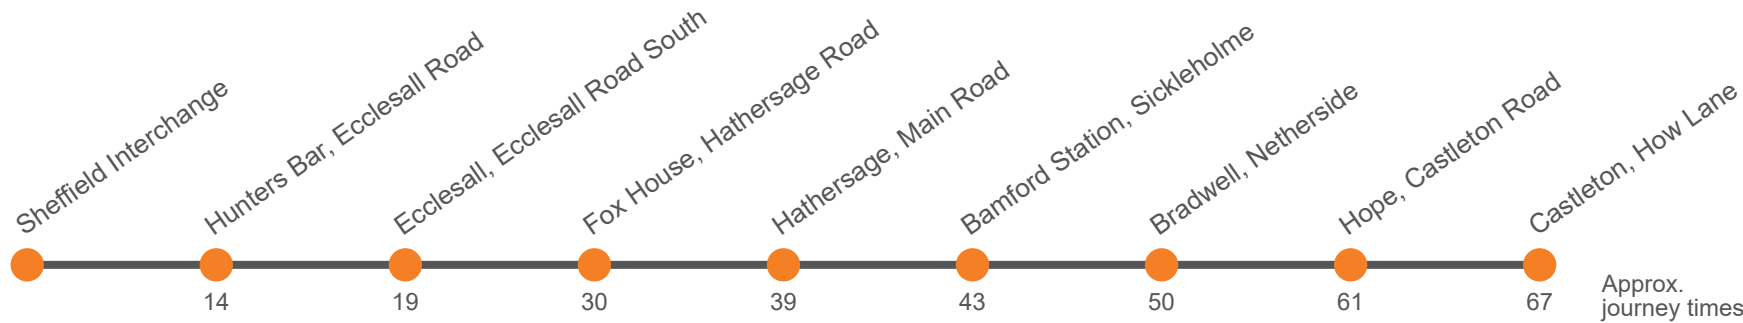 Sheffield Interchange
Hunters Bar, Ecclesall Road
Ecclesall, Ecclesall Road South
Fox House, Hathersage Road
Hathersage, Main Road
Bamford Station, Sickleholme
Bradwell, Netherside
Hope, Castleton Road
Castleton, How Lane
14 19 30 39 43 50 61 67
Approx.
journey times